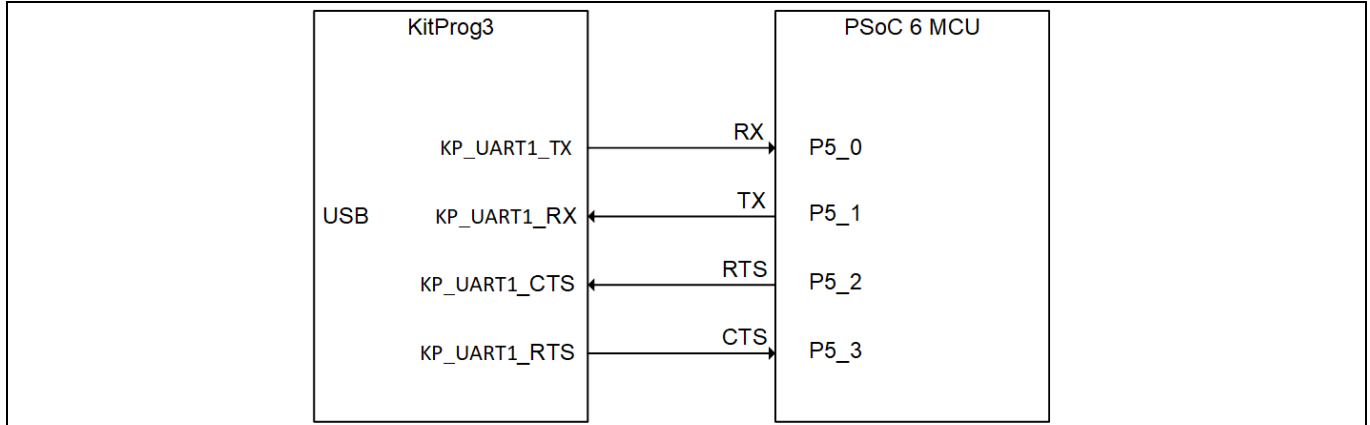 KitProg3
PSoC 6 MCU
KP_UART1_TX
RX
P5_0
USB
KP_UART1_RX
TX
P5_1
KP_UART1_CTS
RTS
P5_2
KP_UART1_RTS
CTS
P5_3